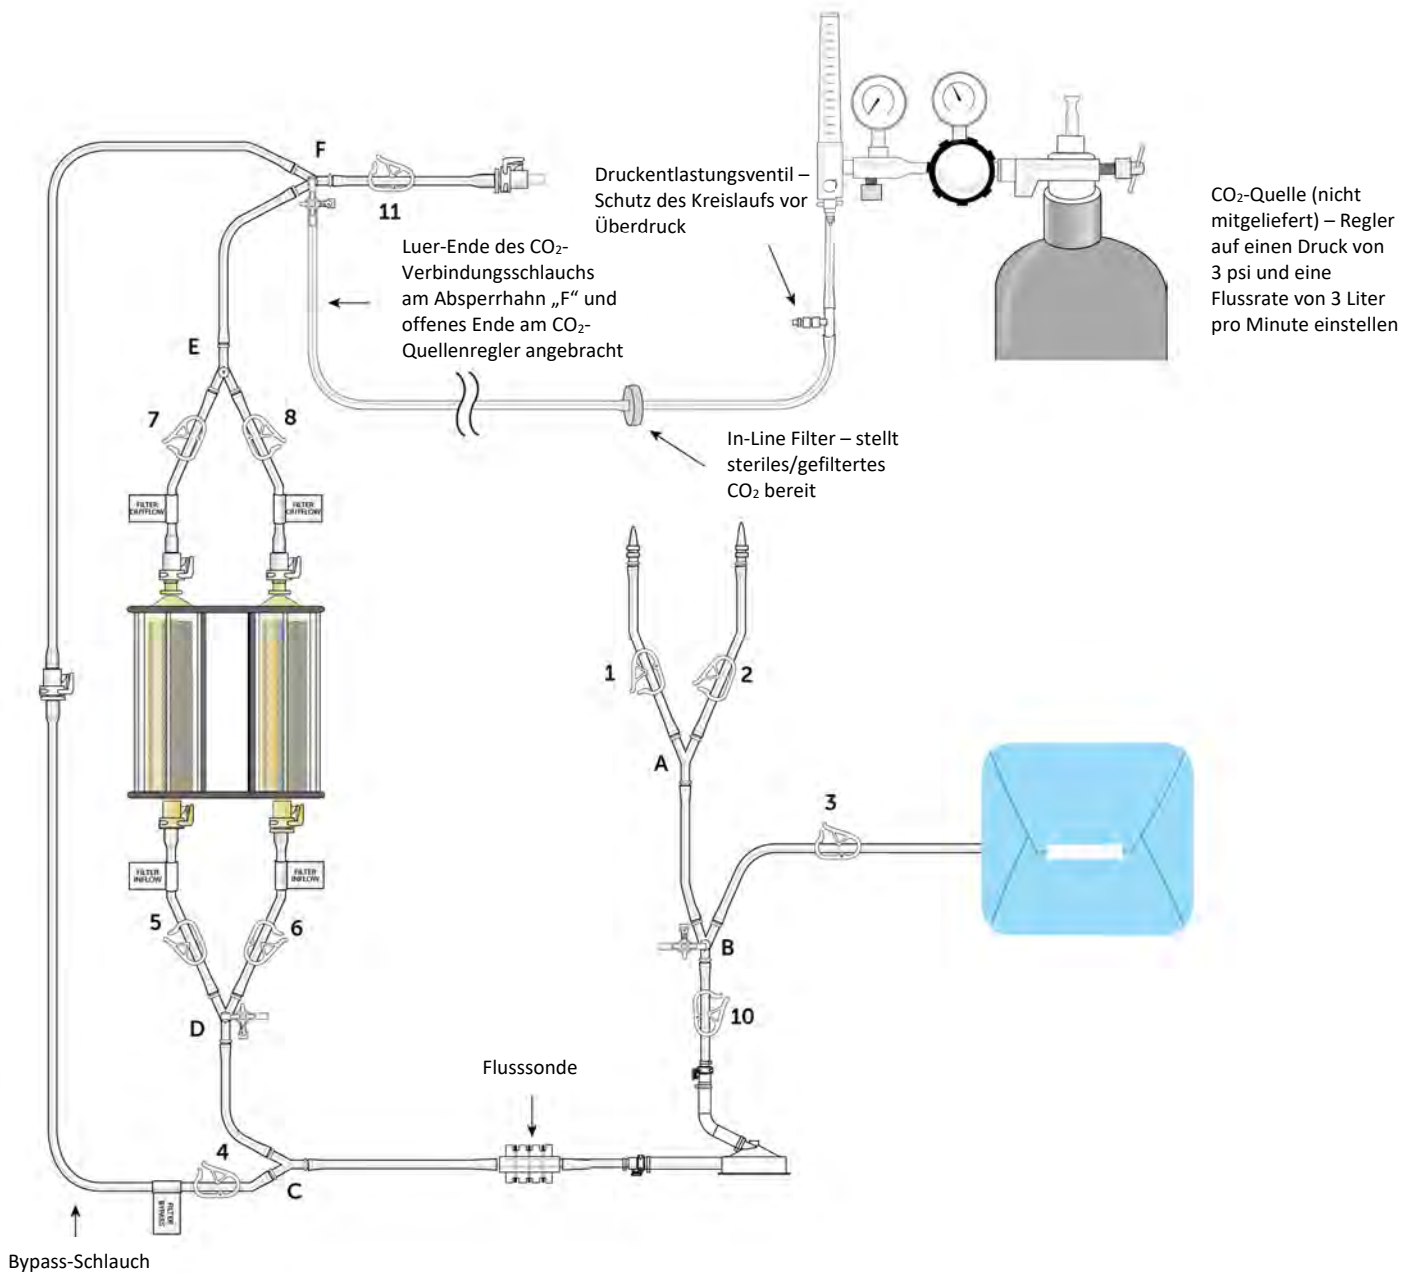 F
11
Druckentlastungsventil –
Schutz des Kreislaufs vor
Überdruck
CO₂-Quelle (nicht
mitgeliefert) – Regler
auf einen Druck von
3 psi und eine
Flussrate von 3 Liter
pro Minute einstellen
Luer-Ende des CO₂-
Verbindungsschlauchs
am Absperrhahn „F“ und
offenes Ende am CO₂-
Quellenregler angebracht
E
7
8
In-Line Filter – stellt
steriles/gefiltertes
CO₂ bereit
FILTER
OUTFLOW
FILTER
OUTFLOW
1
2
A
3
FILTER
INFLOW
FILTER
INFLOW
5
6
B
D
10
Flusssonde
4
C
FILTER
BYPASS
Bypass-Schlauch